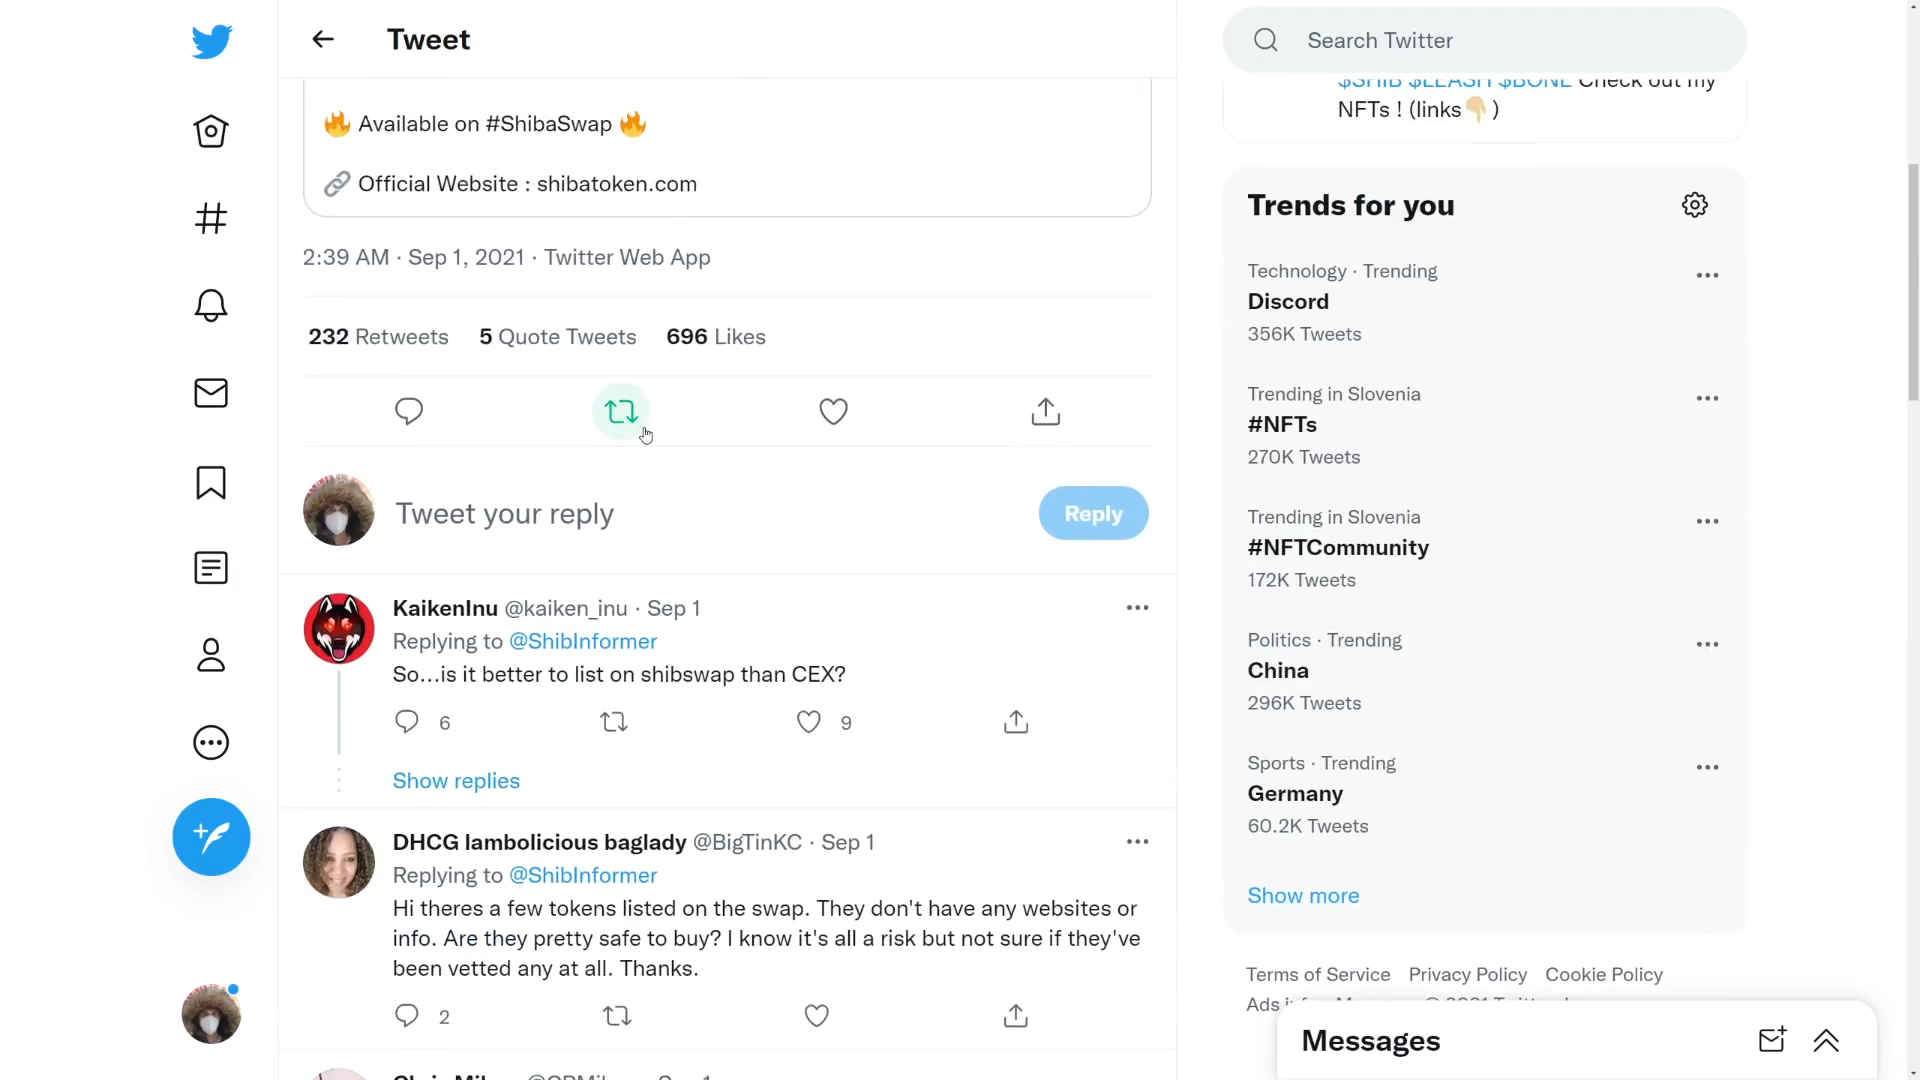 Tweet
🔥 Available on #ShibaSwap 🔥
🔗 Official Website : shibatoken.com
2:39 AM · Sep 1, 2021 · Twitter Web App
232 Retweets 5 Quote Tweets 696 Likes
Tweet your reply
Reply
KaikenInu @kaiken_inu · Sep 1
Replying to @ShibInformer
So...is it better to list on shibswap than CEX?
6
9
Show replies
DHCG lambolicious baglady @BigTinKC · Sep 1
Replying to @ShibInformer
Hi theres a few tokens listed on the swap. They don't have any websites or
info. Are they pretty safe to buy? I know it's all a risk but not sure if they've
been vetted any at all. Thanks.
2
Search Twitter
$SHIB $LEASH $BONE Check out my
NFTs ! (links👇🏼)
Trends for you
Technology · Trending
Discord
356K Tweets
Trending in Slovenia
#NFTs
270K Tweets
Trending in Slovenia
#NFTCommunity
172K Tweets
Politics · Trending
China
296K Tweets
Sports · Trending
Germany
60.2K Tweets
Show more
Terms of Service Privacy Policy Cookie Policy
Ads
Messages